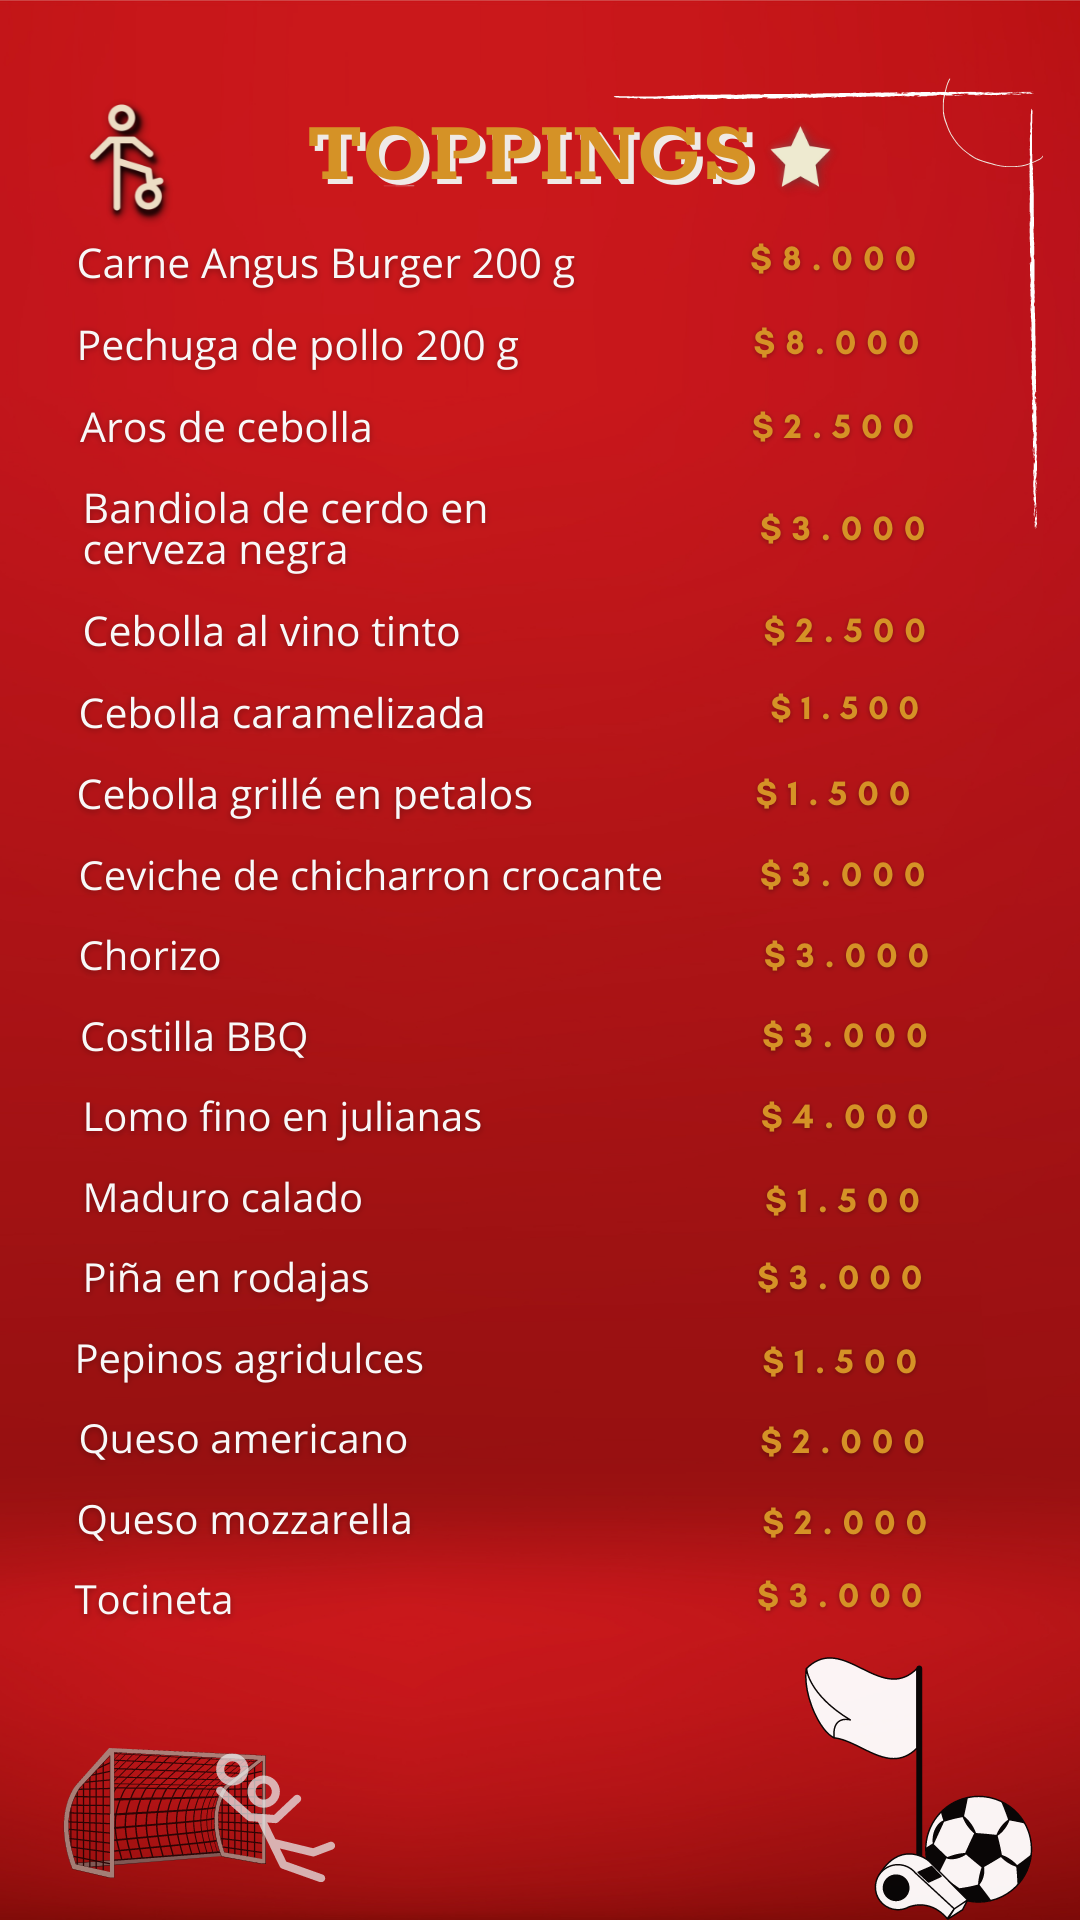 TOPPINGS
Carne Angus Burger 200 g $8.000
Pechuga de pollo 200 g $8.000
Aros de cebolla $2.500
Bandiola de cerdo en
cerveza negra $3.000
Cebolla al vino tinto $2.500
Cebolla caramelizada $1.500
Cebolla grillé en petalos $1.500
Ceviche de chicharron crocante $3.000
Chorizo $3.000
Costilla BBQ $3.000
Lomo fino en julianas $4.000
Maduro calado $1.500
Piña en rodajas $3.000
Pepinos agridulces $1.500
Queso americano $2.000
Queso mozzarella $2.000
Tocineta $3.000